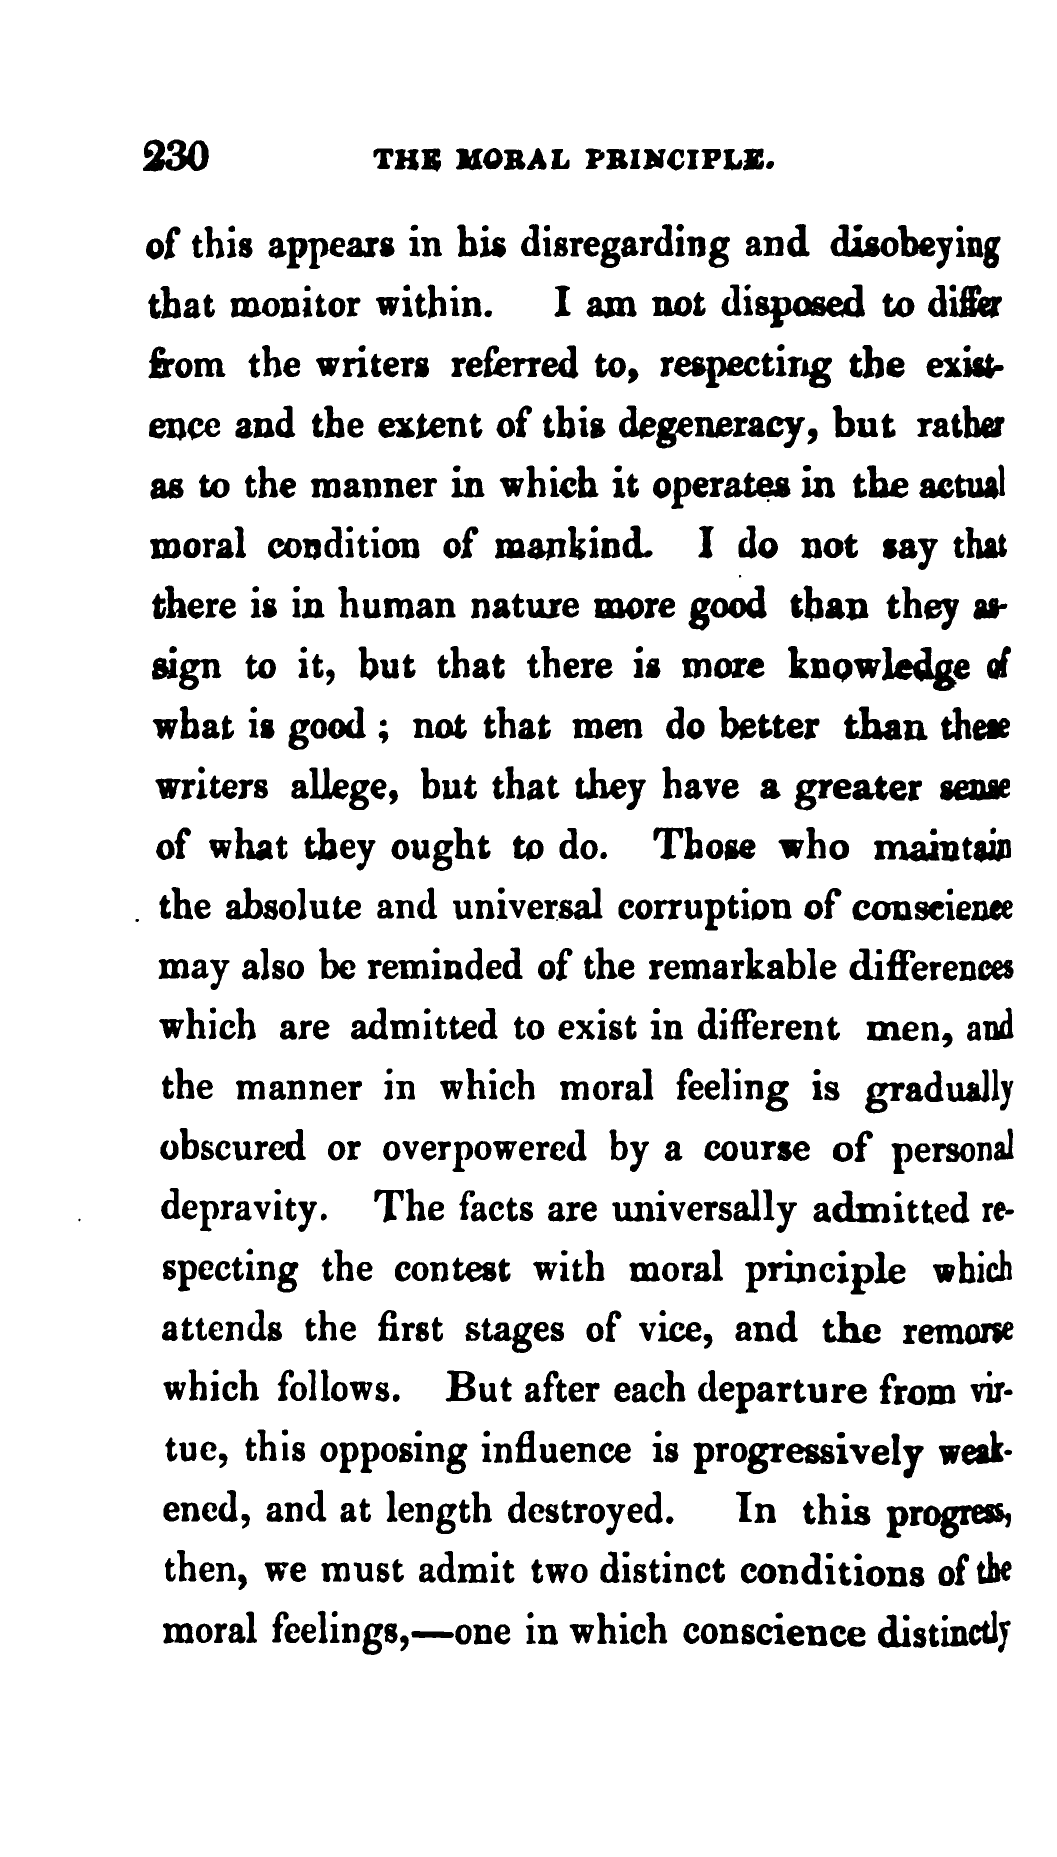 230 THE MORAL PRINCIPLE.
of this appears in his disregarding and disobeying
that monitor within. I am not disposed to differ
from the writers referred to, respecting the exist-
ence and the extent of this degeneracy, but rather
as to the manner in which it operates in the actual
moral condition of mankind. I do not say that
there is in human nature more good than they as-
sign to it, but that there is more knowledge of
what is good ; not that men do better than these
writers allege, but that they have a greater sense
of what they ought to do. Those who maintain
the absolute and universal corruption of conscience
may also be reminded of the remarkable differences
which are admitted to exist in different men, and
the manner in which moral feeling is gradually
obscured or overpowered by a course of personal
depravity. The facts are universally admitted re-
specting the contest with moral principle which
attends the first stages of vice, and the remorse
which follows. But after each departure from vir-
tue, this opposing influence is progressively weak-
ened, and at length destroyed. In this progress,
then, we must admit two distinct conditions of the
moral feelings,—one in which conscience distinctly